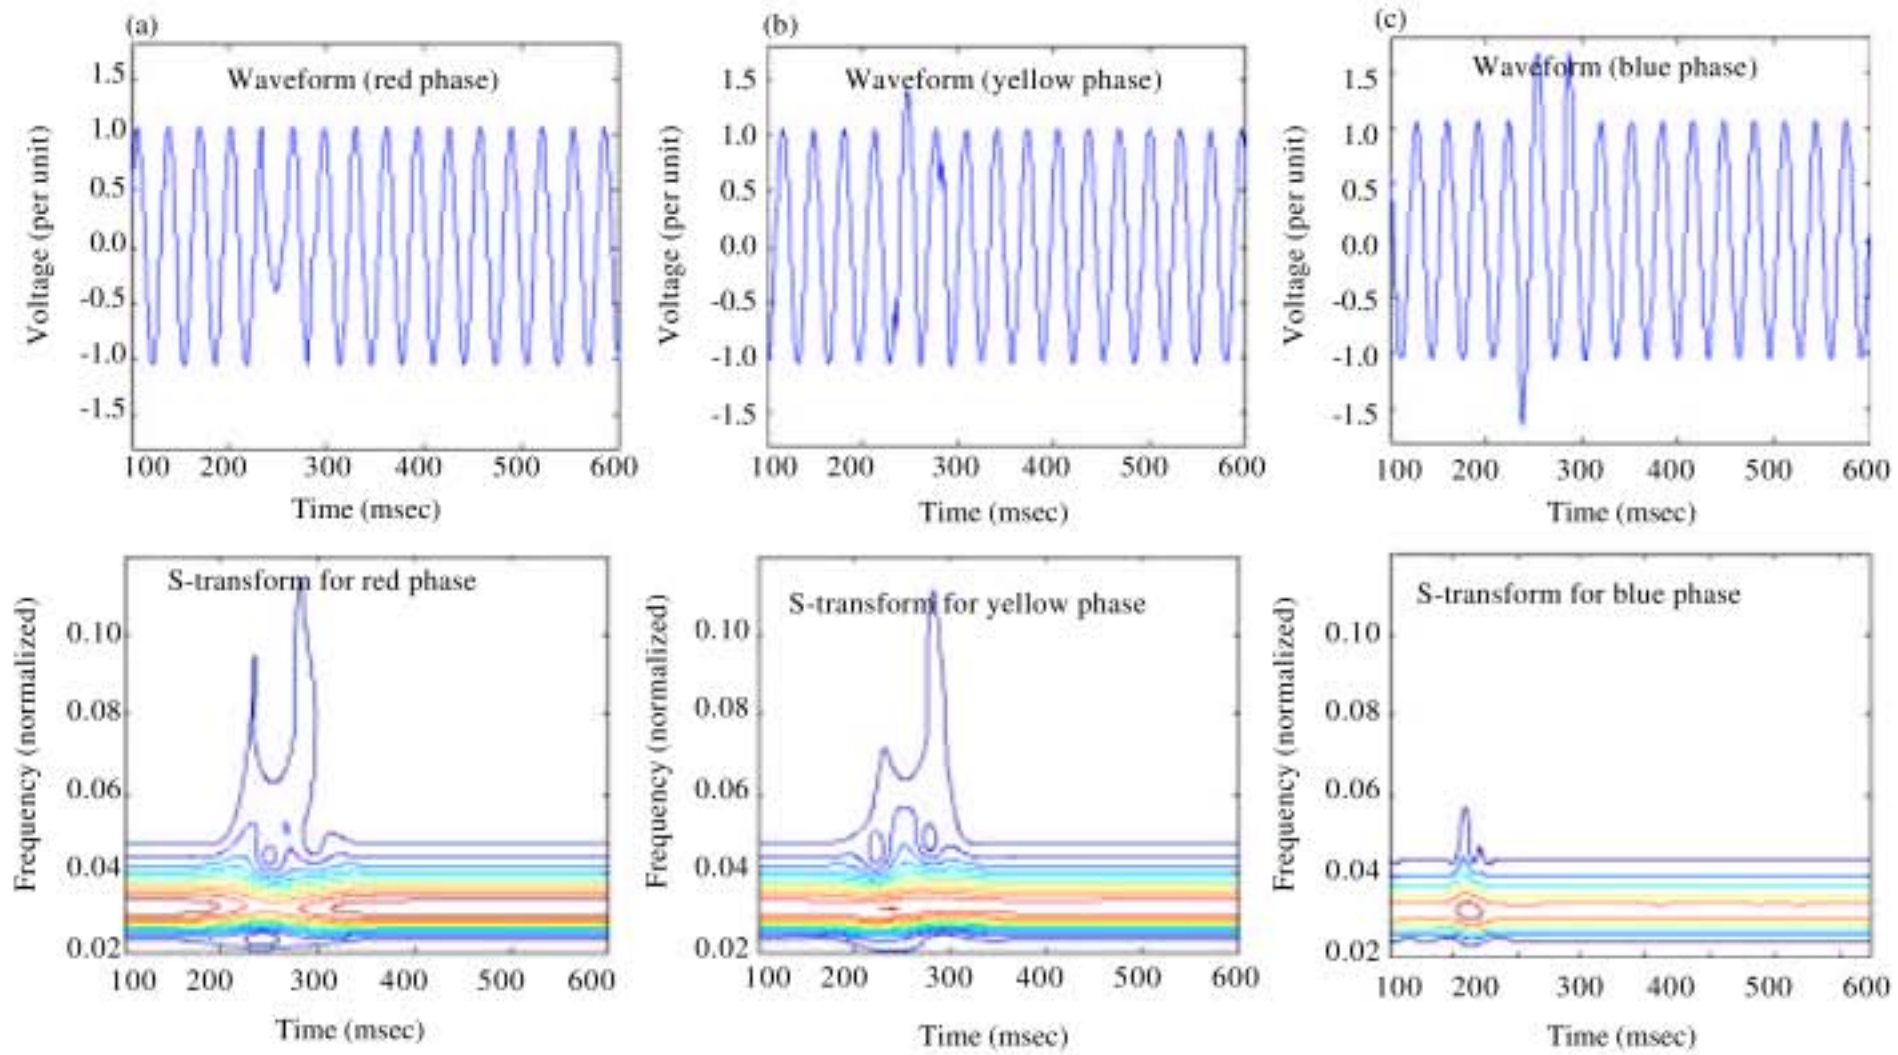 (a)
Waveform (red phase)
Voltage (per unit)
1.5
1.0
0.5
0.0
-0.5
-1.0
-1.5
100 200 300 400 500 600
Time (msec)
(b)
Waveform (yellow phase)
Voltage (per unit)
1.5
1.0
0.5
0.0
-0.5
-1.0
-1.5
100 200 300 400 500 600
Time (msec)
(c)
Waveform (blue phase)
Voltage (per unit)
1.5
1.0
0.5
0.0
-0.5
-1.0
-1.5
100 200 300 400 500 600
Time (msec)
S-transform for red phase
Frequency (normalized)
0.10
0.08
0.06
0.04
0.02
100 200 300 400 500 600
Time (msec)
S-transform for yellow phase
Frequency (normalized)
0.10
0.08
0.06
0.04
0.02
100 200 300 400 500 600
Time (msec)
S-transform for blue phase
Frequency (normalized)
0.10
0.08
0.06
0.04
0.02
100 200 300 400 500 600
Time (msec)